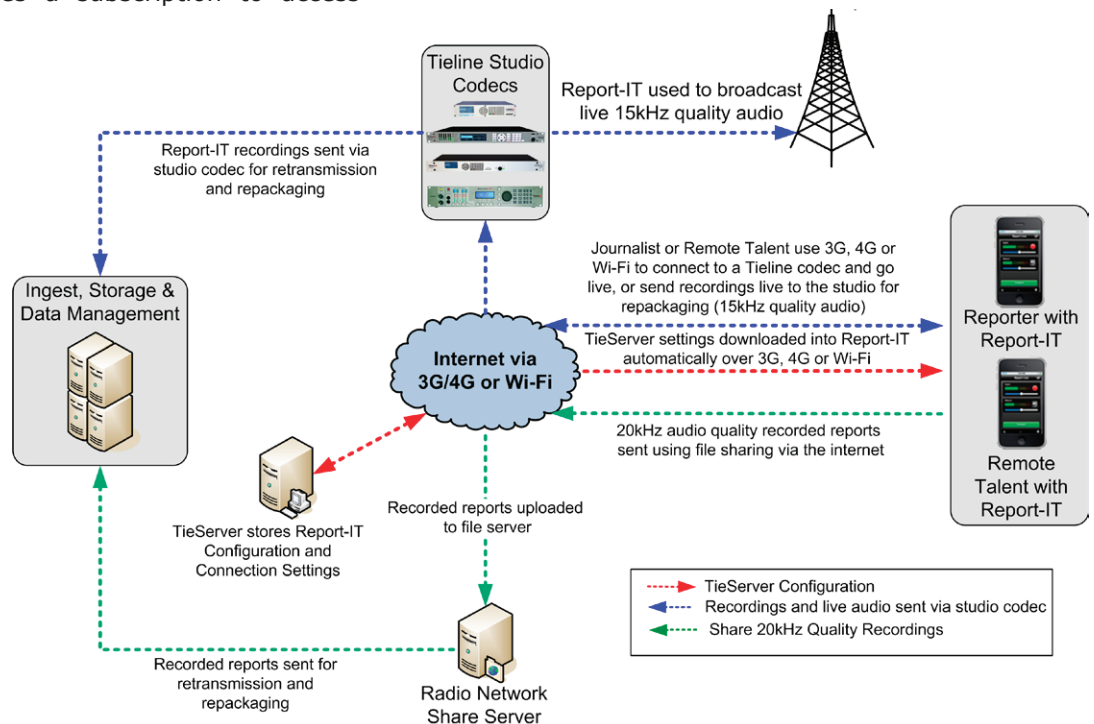 es a subscription to access
Tieline Studio
Codecs
Report-IT used to broadcast
live 15kHz quality audio
Report-IT recordings sent via
studio codec for retransmission
and repackaging
Ingest, Storage &
Data Management
Journalist or Remote Talent use 3G, 4G or
Wi-Fi to connect to a Tieline codec and go
live, or send recordings live to the studio for
repackaging (15kHz quality audio)
Reporter with
Report-IT
Internet via
3G/4G or Wi-Fi
TieServer settings downloaded into Report-IT
automatically over 3G, 4G or Wi-Fi
20kHz audio quality recorded reports
sent using file sharing via the internet
Remote
Talent with
Report-IT
Recorded reports uploaded
to file server
TieServer stores Report-IT
Configuration and
Connection Settings
TieServer Configuration
Recordings and live audio sent via studio codec
Share 20kHz Quality Recordings
Recorded reports sent for
retransmission and
repackaging
Radio Network
Share Server